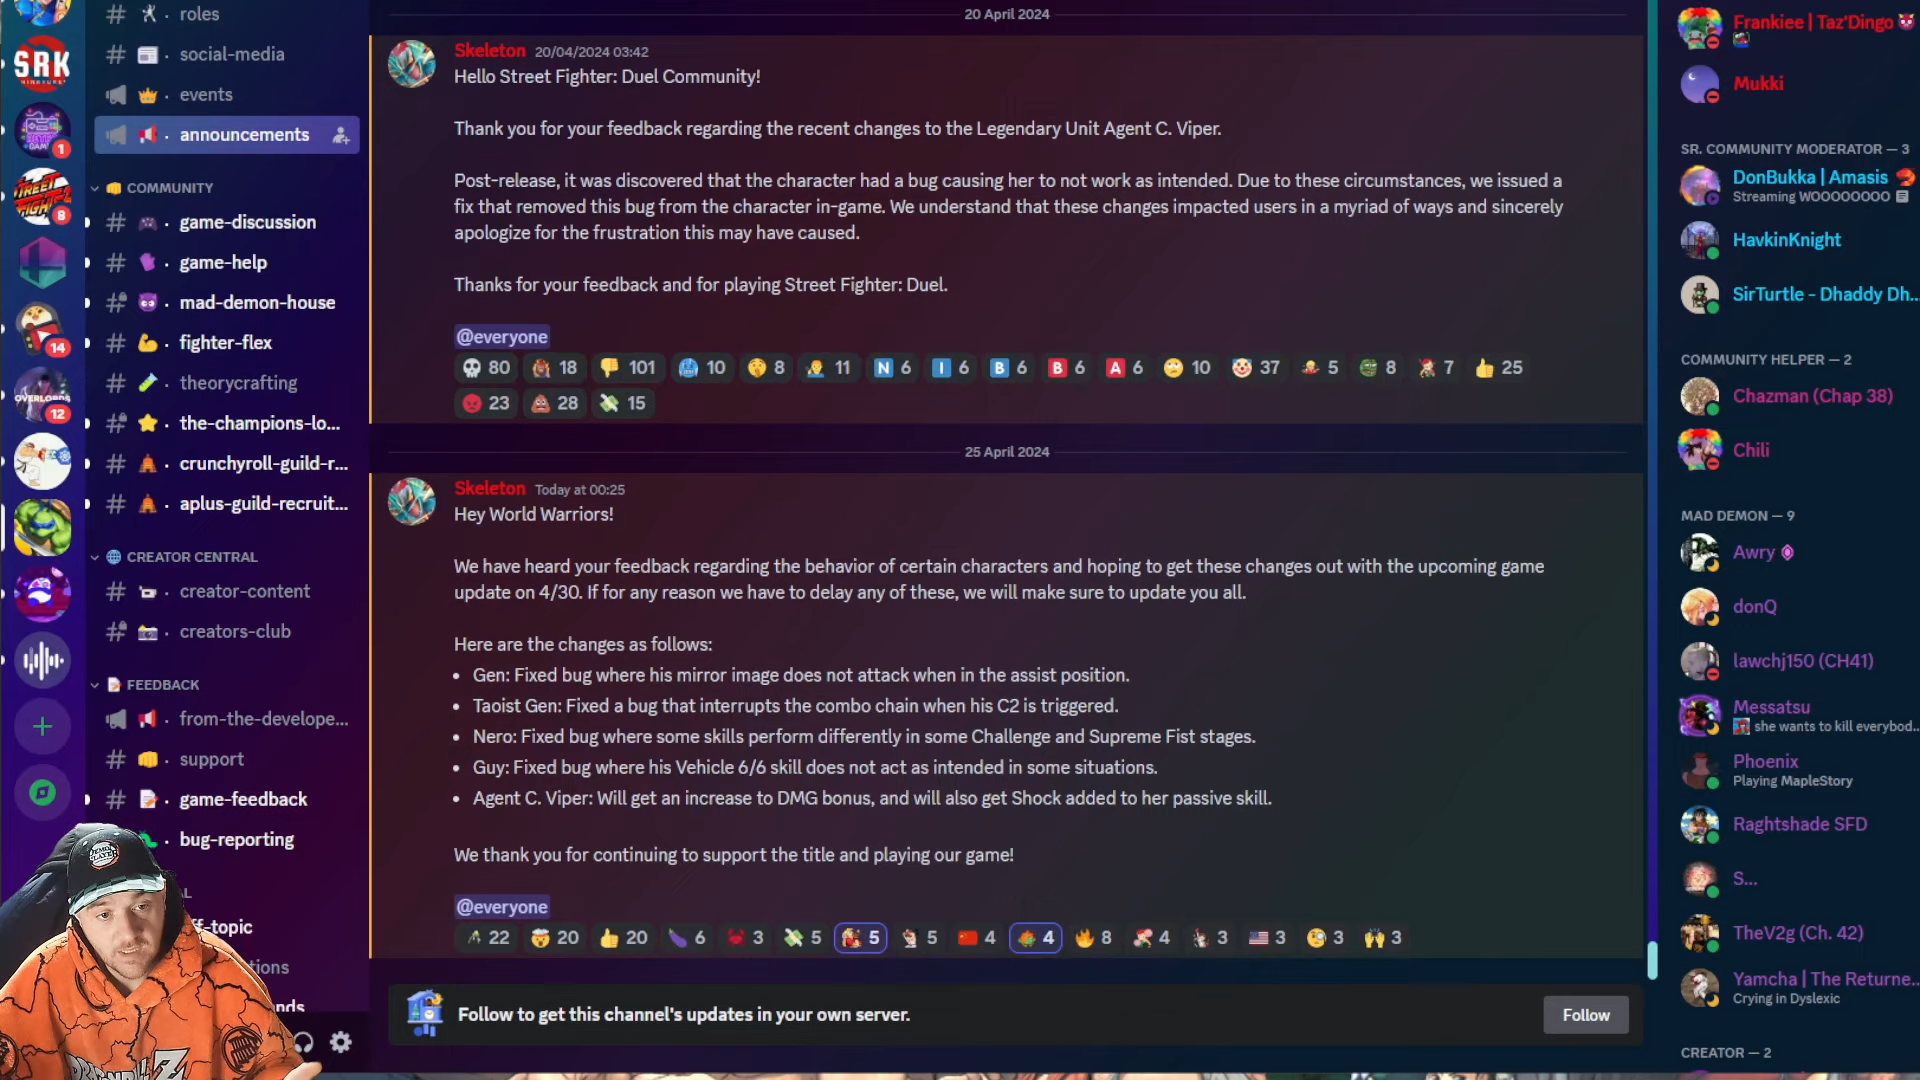 roles
social-media
events
announcements
COMMUNITY
game-discussion
game-help
mad-demon-house
fighter-flex
theorycrafting
the-champions-lo...
crunchyroll-guild-r...
aplus-guild-recruit...
CREATOR CENTRAL
creator-content
creators-club
FEEDBACK
from-the-develope...
support
game-feedback
bug-reporting
SRK
1
STREET FIGHTER
8
14
OVERLORDS
12
20 April 2024
Skeleton 20/04/2024 03:42
Hello Street Fighter: Duel Community!
Thank you for your feedback regarding the recent changes to the Legendary Unit Agent C. Viper.
Post-release, it was discovered that the character had a bug causing her to not work as intended. Due to these circumstances, we issued a
fix that removed this bug from the character in-game. We understand that these changes impacted users in a myriad of ways and sincerely
apologize for the frustration this may have caused.
Thanks for your feedback and for playing Street Fighter: Duel.
@everyone
80 18 101 10 8 11 N 6 I 6 B 6 B 6 A 6 10 37 5 8 7 25
23 28 15
25 April 2024
Skeleton Today at 00:25
Hey World Warriors!
We have heard your feedback regarding the behavior of certain characters and hoping to get these changes out with the upcoming game
update on 4/30. If for any reason we have to delay any of these, we will make sure to update you all.
Here are the changes as follows:
• Gen: Fixed bug where his mirror image does not attack when in the assist position.
• Taoist Gen: Fixed a bug that interrupts the combo chain when his C2 is triggered.
• Nero: Fixed bug where some skills perform differently in some Challenge and Supreme Fist stages.
• Guy: Fixed bug where his Vehicle 6/6 skill does not act as intended in some situations.
• Agent C. Viper: Will get an increase to DMG bonus, and will also get Shock added to her passive skill.
We thank you for continuing to support the title and playing our game!
@everyone
22 20 20 6 3 5 5 5 4 4 8 4 3 3 3 3
Follow to get this channel's updates in your own server.
Follow
Frankiee | Taz'Dingo
Mukki
SR. COMMUNITY MODERATOR — 3
DonBukka | Amasis
Streaming WOOOOOOOO
HavkinKnight
SirTurtle - Dhaddy Dh...
COMMUNITY HELPER — 2
Chazman (Chap 38)
Chili
MAD DEMON — 9
Awry
donQ
lawchj150 (CH41)
Messatsu
she wants to kill everybod...
Phoenix
Playing MapleStory
Raghtshade SFD
S...
TheV2g (Ch. 42)
Yamcha | The Returne...
Crying in Dyslexic
CREATOR — 2